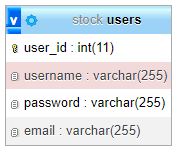 v stock users
user_id : int(11)
username : varchar(255)
password : varchar(255)
email : varchar(255)